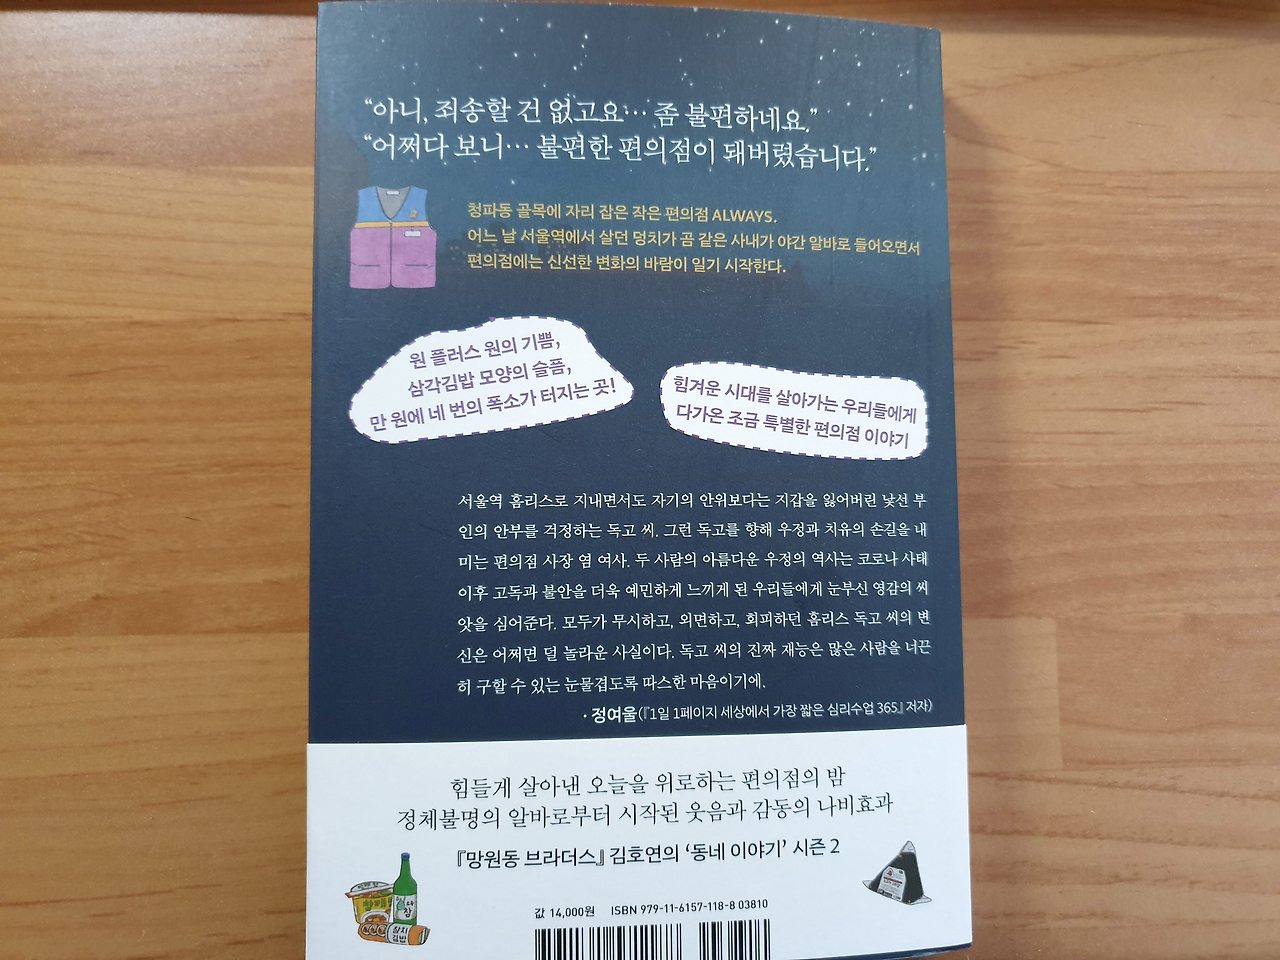 “아니, 죄송할 건 없고요… 좀 불편하네요.”
“어쩌다 보니… 불편한 편의점이 돼버렸습니다.”
청파동 골목에 자리 잡은 작은 편의점 ALWAYS.
어느 날 서울역에서 살던 덩치가 곰 같은 사내가 야간 알바로 들어오면서
편의점에는 신선한 변화의 바람이 일기 시작한다.
원 플러스 원의 기쁨,
삼각김밥 모양의 슬픔,
만 원에 네 번의 폭소가 터지는 곳!
힘겨운 시대를 살아가는 우리들에게
다가온 조금 특별한 편의점 이야기
서울역 홈리스로 지내면서도 자기의 안위보다는 지갑을 잃어버린 낯선 부
인의 안부를 걱정하는 독고 씨. 그런 독고를 향해 우정과 치유의 손길을 내
미는 편의점 사장 염 여사. 두 사람의 아름다운 우정의 역사는 코로나 사태
이후 고독과 불안을 더욱 예민하게 느끼게 된 우리들에게 눈부신 영감의 씨
앗을 심어준다. 모두가 무시하고, 외면하고, 회피하던 홈리스 독고 씨의 변
신은 어쩌면 덜 놀라운 사실이다. 독고 씨의 진짜 재능은 많은 사람을 너끈
히 구할 수 있는 눈물겹도록 따스한 마음이기에.
· 정여울(『1일 1페이지 세상에서 가장 짧은 심리수업 365』 저자)
힘들게 살아낸 오늘을 위로하는 편의점의 밤
정체불명의 알바로부터 시작된 웃음과 감동의 나비효과
『망원동 브라더스』 김호연의 ‘동네 이야기’ 시즌 2
참치
김밥
값 14,000원 ISBN 979-11-6157-118-8 03810